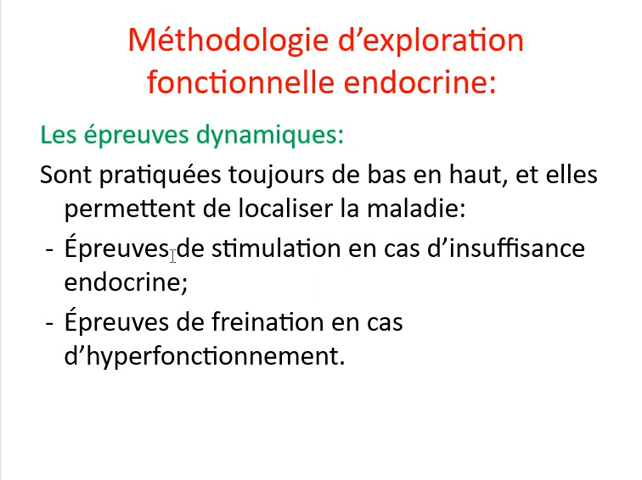 Méthodologie d’exploration
fonctionnelle endocrine:
Les épreuves dynamiques:
Sont pratiquées toujours de bas en haut, et elles
permettent de localiser la maladie:
- Épreuves de stimulation en cas d’insuffisance
endocrine;
- Épreuves de freination en cas
d’hyperfonctionnement.